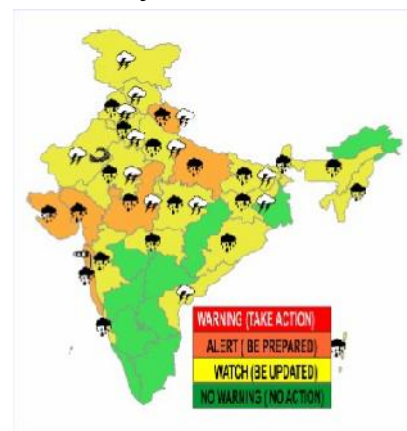 WARNING (TAKE ACTION)
ALERT ( BE PREPARED)
WATCH (BE UPDATED)
NO WARNING ( NO ACTION)